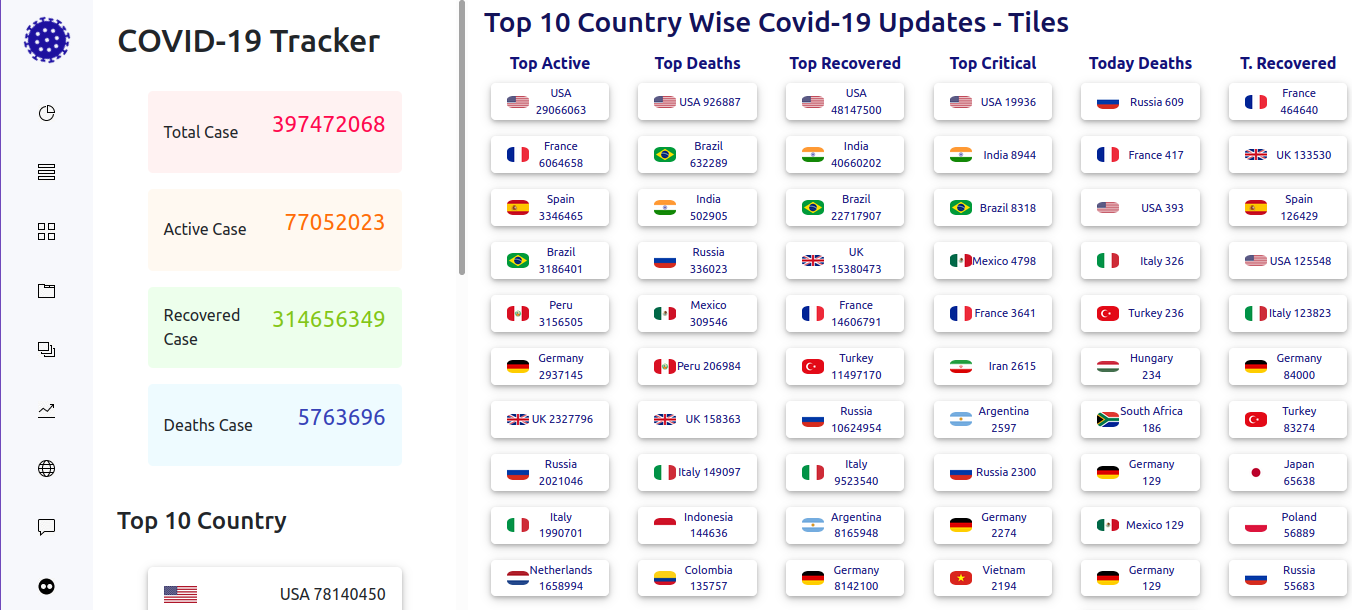 COVID-19 Tracker
Total Case
397472068
Active Case
77052023
Recovered
Case
314656349
Deaths Case
5763696
Top 10 Country
USA 78140450
Top 10 Country Wise Covid-19 Updates - Tiles
Top Active
USA
29066063
France
6064658
Spain
3346465
Brazil
3186401
Peru
3156505
Germany
2937145
UK 2327796
Russia
2021046
Italy
1990701
Netherlands
1658994
Top Deaths
USA 926887
Brazil
632289
India
502905
Russia
336023
Mexico
309546
Peru 206984
UK 158363
Italy 149097
Indonesia
144636
Colombia
135757
Top Recovered
USA
48147500
India
40660202
Brazil
22717907
UK
15380473
France
14606791
Turkey
11497170
Russia
10624954
Italy
9523540
Argentina
8165948
Germany
8142100
Top Critical
USA 19936
India 8944
Brazil 8318
Mexico 4798
France 3641
Iran 2615
Argentina
2597
Russia 2300
Germany
2274
Vietnam
2194
Today Deaths
Russia 609
France 417
USA 393
Italy 326
Turkey 236
Hungary
234
South Africa
186
Germany
129
Mexico 129
Germany
129
T. Recovered
France
464640
UK 133530
Spain
126429
USA 125548
Italy 123823
Germany
84000
Turkey
83274
Japan
65638
Poland
56889
Russia
55683